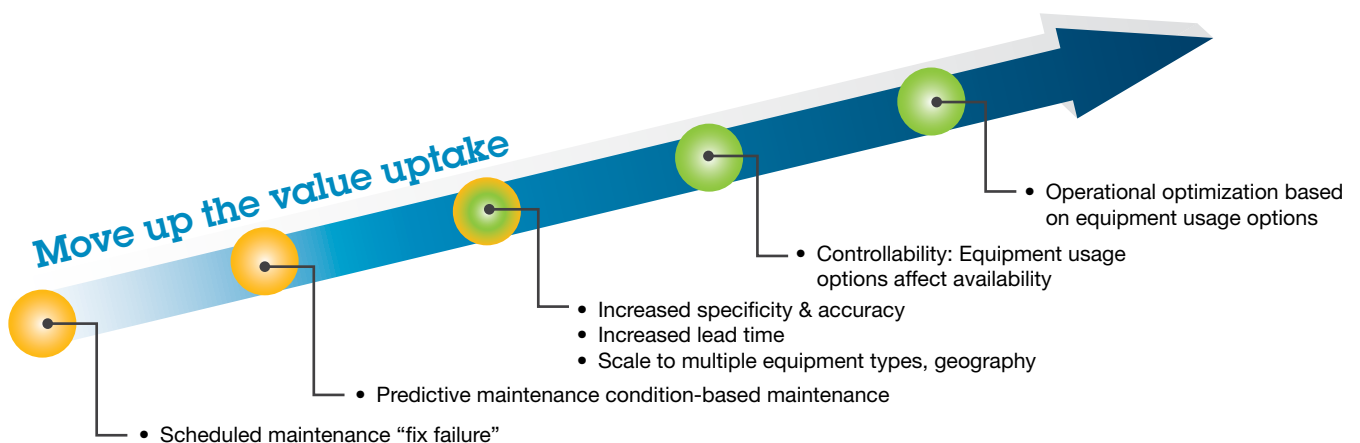 Move up the value uptake
• Operational optimization based
on equipment usage options
• Controllability: Equipment usage
options affect availability
• Increased specificity & accuracy
• Increased lead time
• Scale to multiple equipment types, geography
• Predictive maintenance condition-based maintenance
• Scheduled maintenance “fix failure”